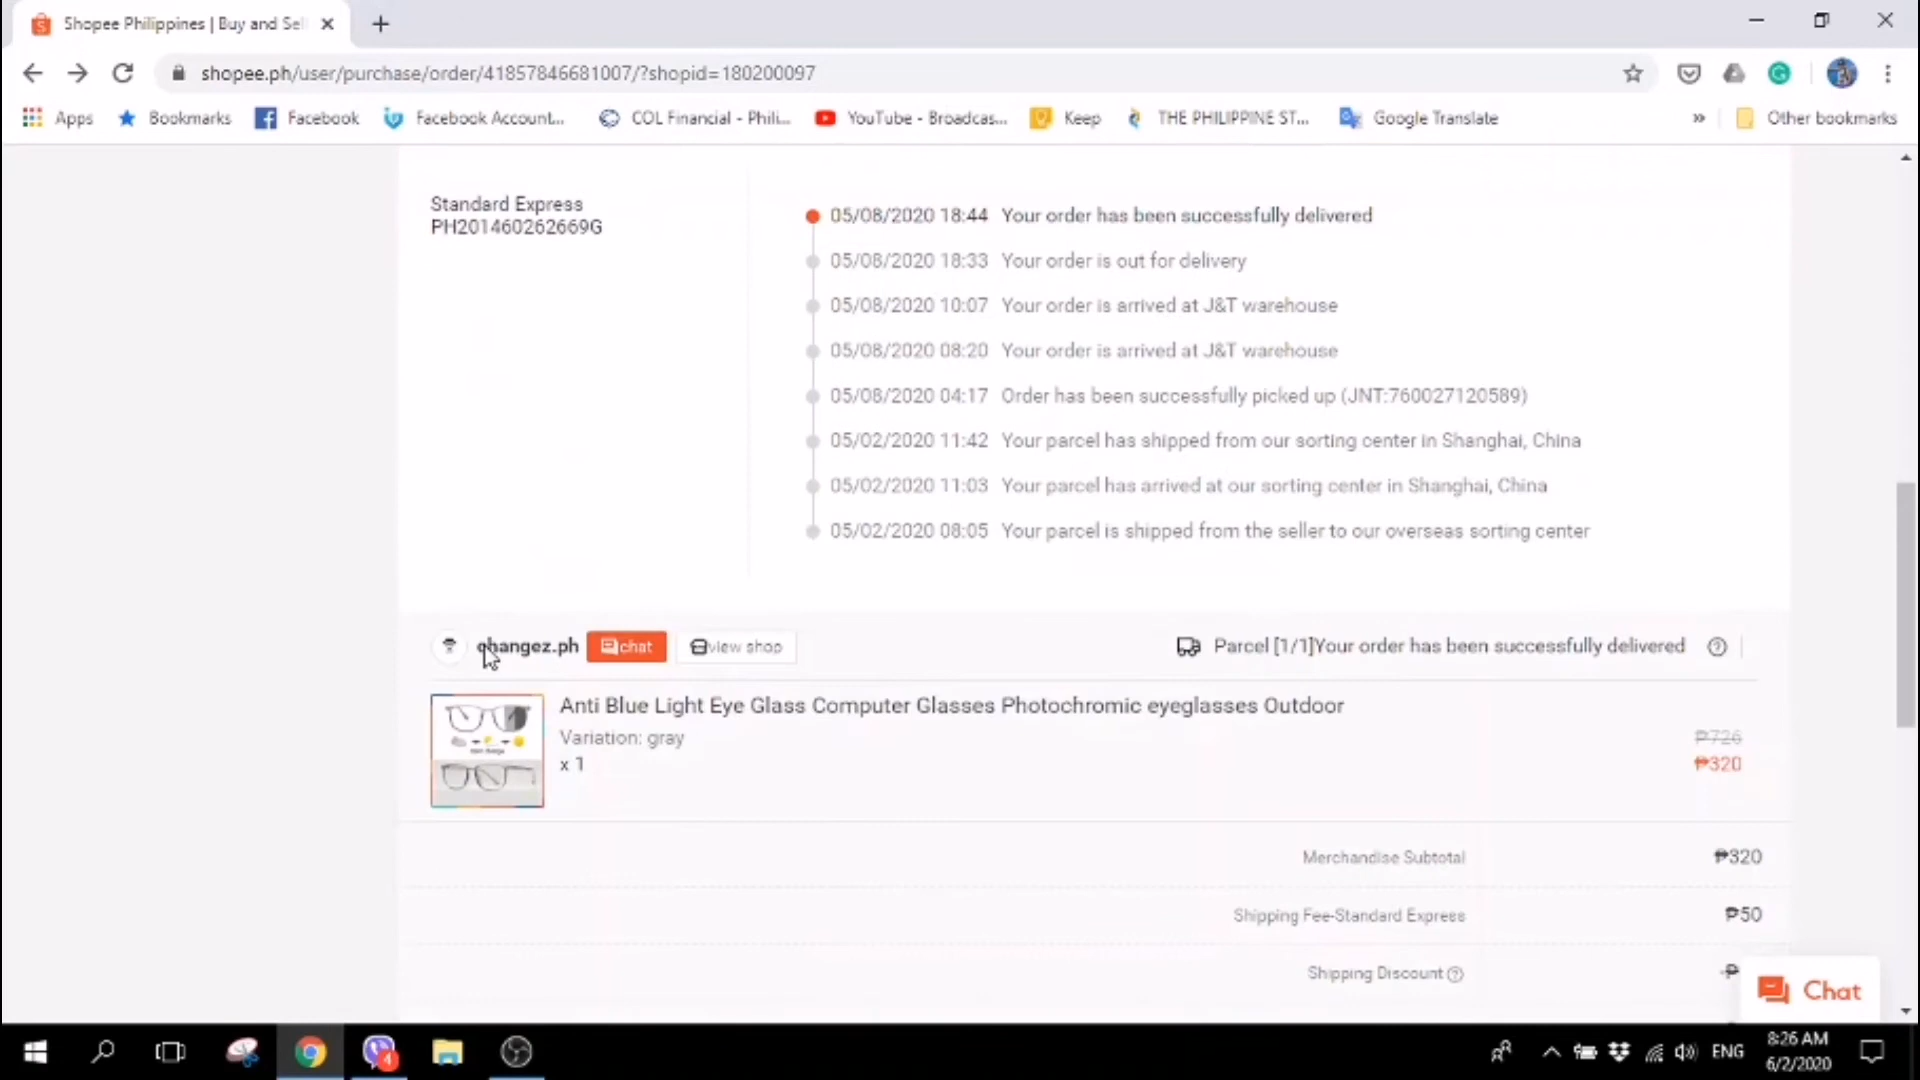 Shopee Philippines | Buy and Sel
shopee.ph/user/purchase/order/41857846681007/?shopid=180200097
Apps Bookmarks Facebook Facebook Account... COL Financial - Phili... YouTube - Broadcas... Keep THE PHILIPPINE ST... Google Translate » Other bookmarks
Standard Express
PH201460262669G
05/08/2020 18:44 Your order has been successfully delivered
05/08/2020 18:33 Your order is out for delivery
05/08/2020 10:07 Your order is arrived at J&T warehouse
05/08/2020 08:20 Your order is arrived at J&T warehouse
05/08/2020 04:17 Order has been successfully picked up (JNT:760027120589)
05/02/2020 11:42 Your parcel has shipped from our sorting center in Shanghai, China
05/02/2020 11:03 Your parcel has arrived at our sorting center in Shanghai, China
05/02/2020 08:05 Your parcel is shipped from the seller to our overseas sorting center
changez.ph chat view shop Parcel [1/1]Your order has been successfully delivered
Anti Blue Light Eye Glass Computer Glasses Photochromic eyeglasses Outdoor
Variation: gray
₱726
x 1
₱320
Merchandise Subtotal ₱320
Shipping Fee-Standard Express ₱50
Shipping Discount -₱
Chat
4
ENG
8:26 AM
6/2/2020